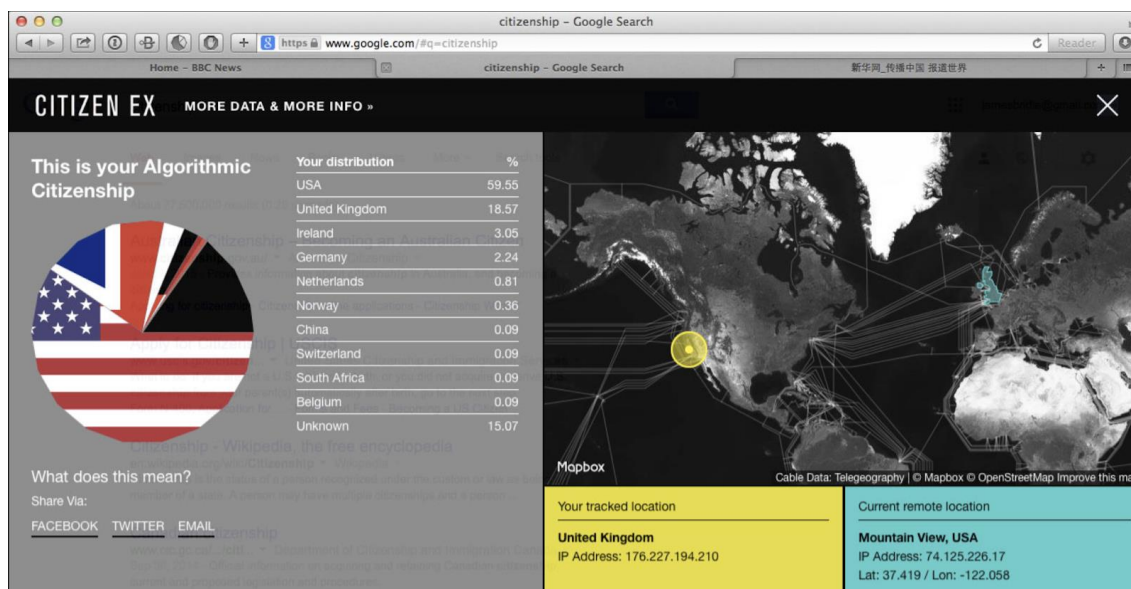 citizenship – Google Search
https www.google.com/#q=citizenship
Reader
Home – BBC News
citizenship – Google Search
新华网_传播中国 报道世界
CITIZEN EX MORE DATA & MORE INFO »
This is your Algorithmic
Citizenship
Your distribution %
USA 59.55
United Kingdom 18.57
Ireland 3.05
Germany 2.24
Netherlands 0.81
Norway 0.36
China 0.09
Switzerland 0.09
South Africa 0.09
Belgium 0.09
Unknown 15.07
Citizenship - Wikipedia, the free encyclopedia
What does this mean?
Share Via:
FACEBOOK TWITTER EMAIL
Mapbox
Cable Data: Telegeography | © Mapbox © OpenStreetMap Improve this
Your tracked location
United Kingdom
IP Address: 176.227.194.210
Current remote location
Mountain View, USA
IP Address: 74.125.226.17
Lat: 37.419 / Lon: -122.058